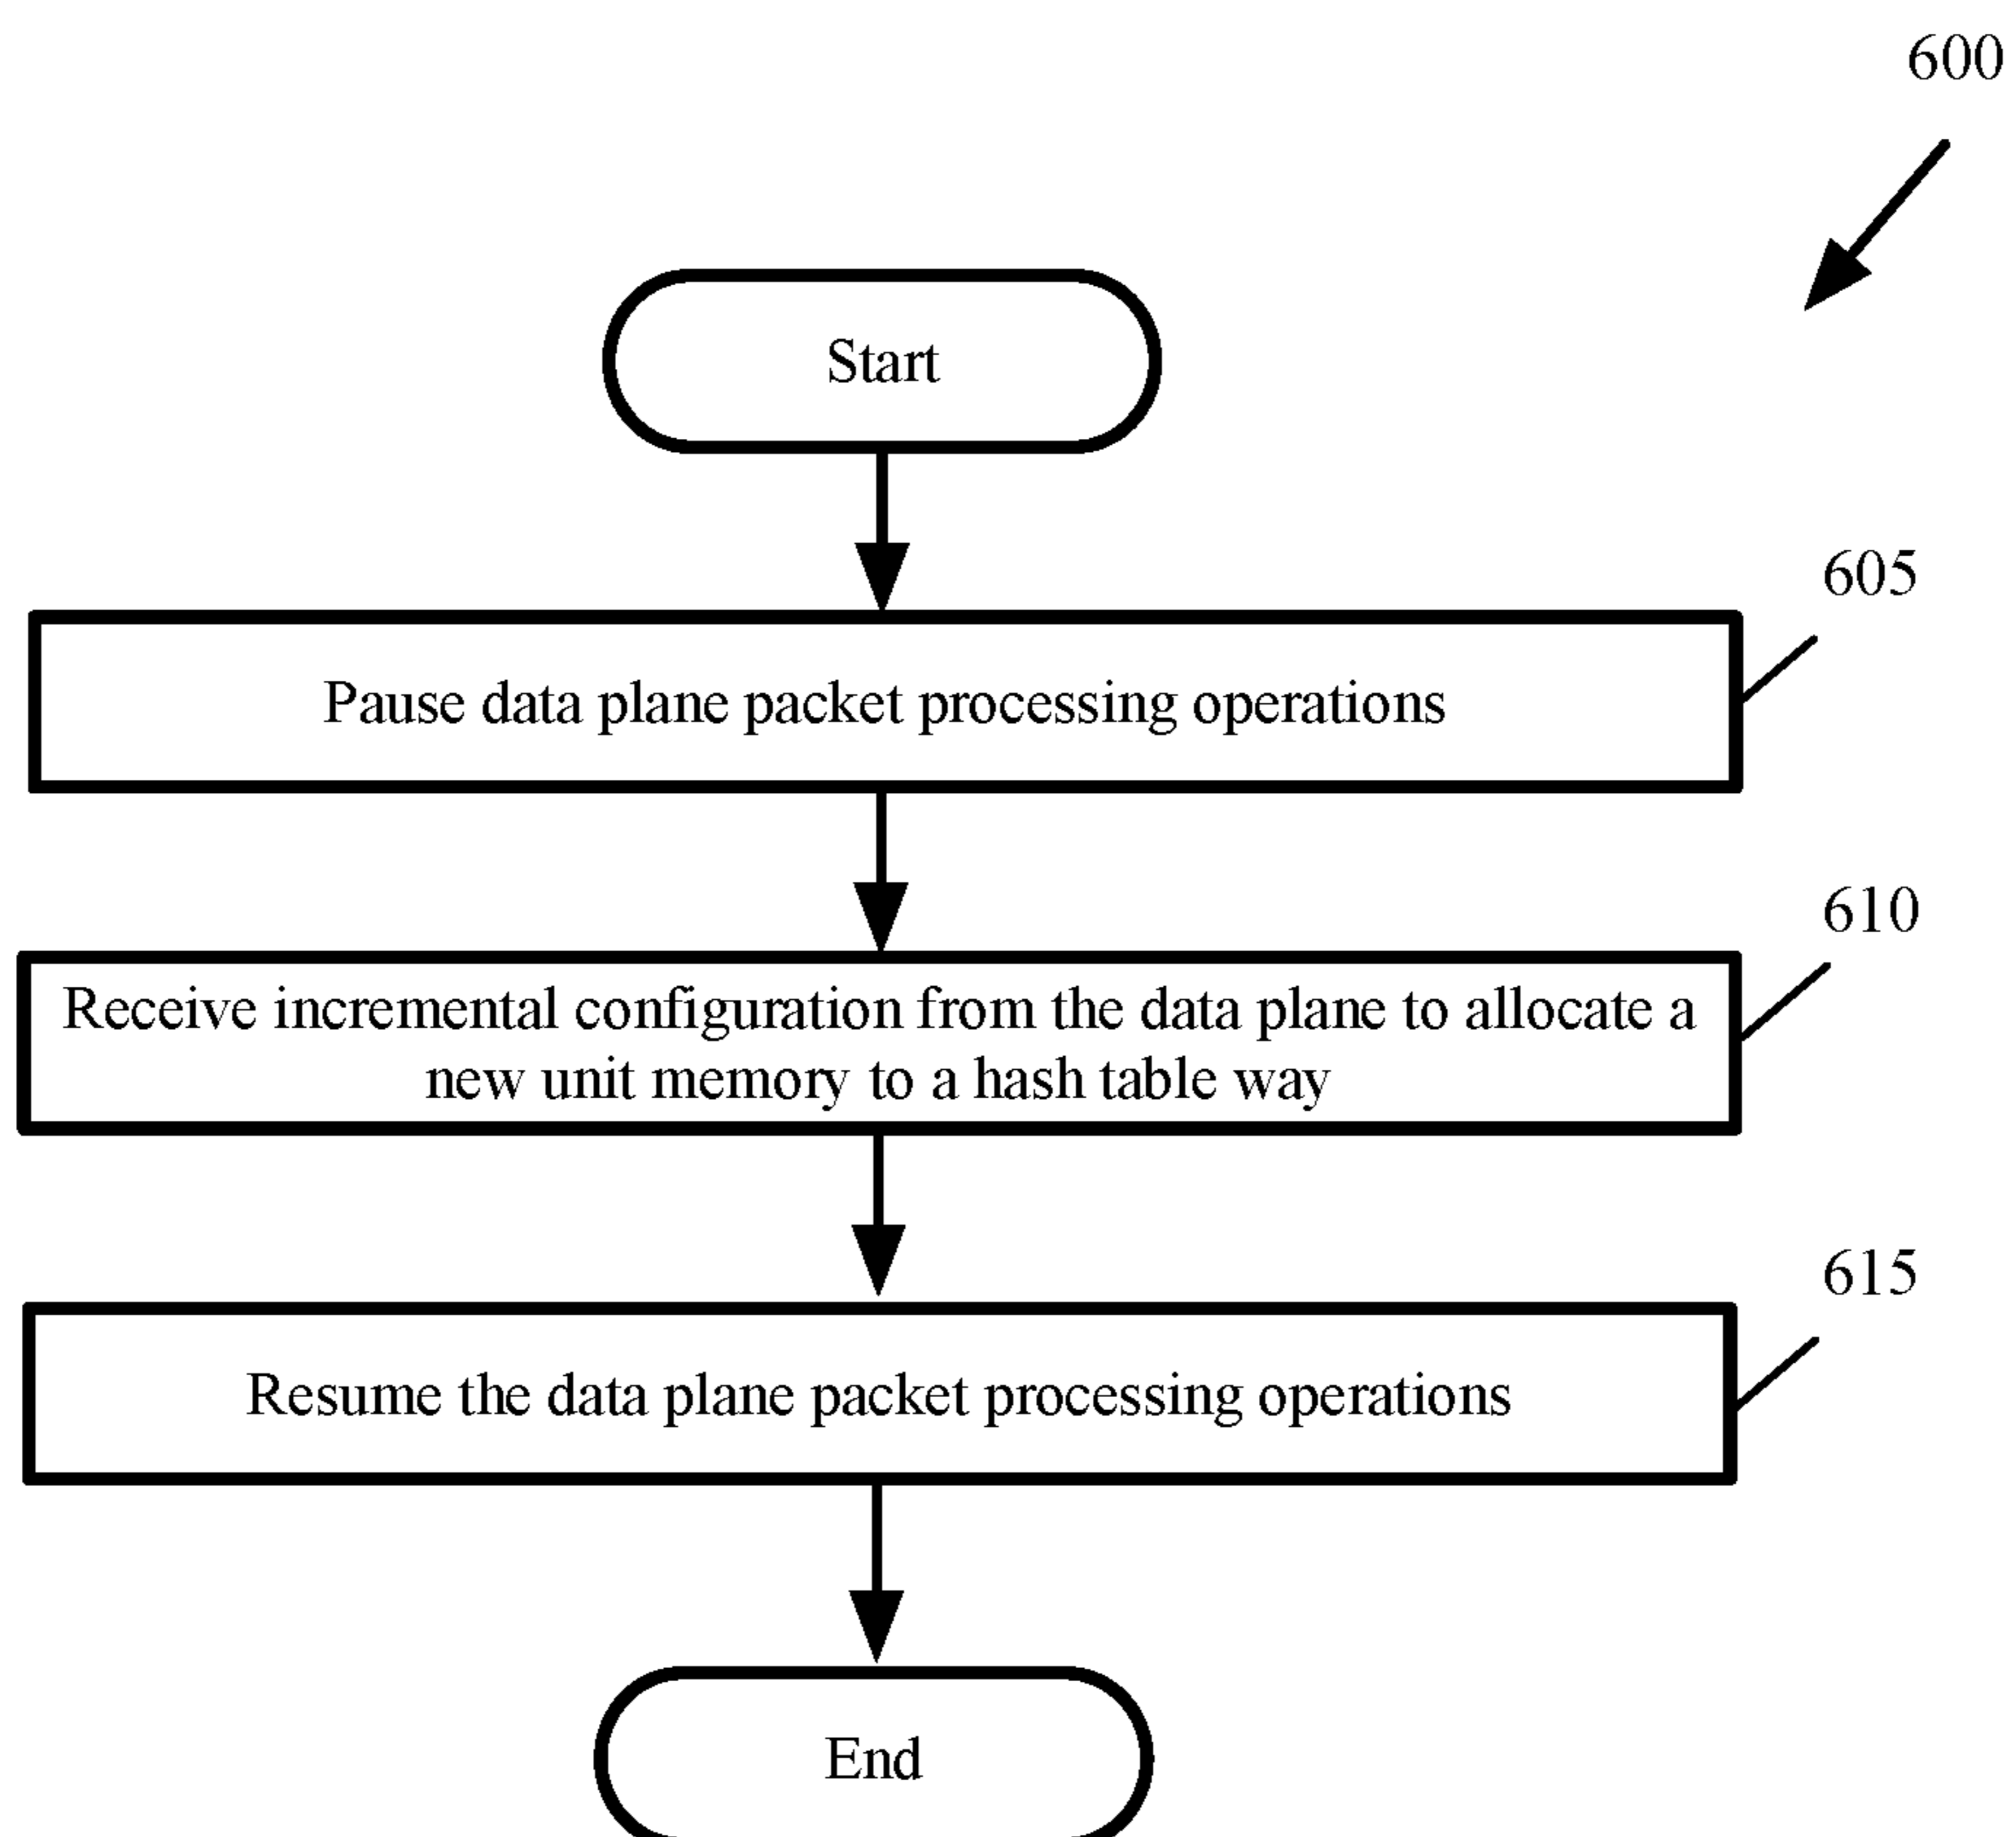 600
Start
605
Pause data plane packet processing operations
610
Receive incremental configuration from the data plane to allocate a
new unit memory to a hash table way
615
Resume the data plane packet processing operations
End